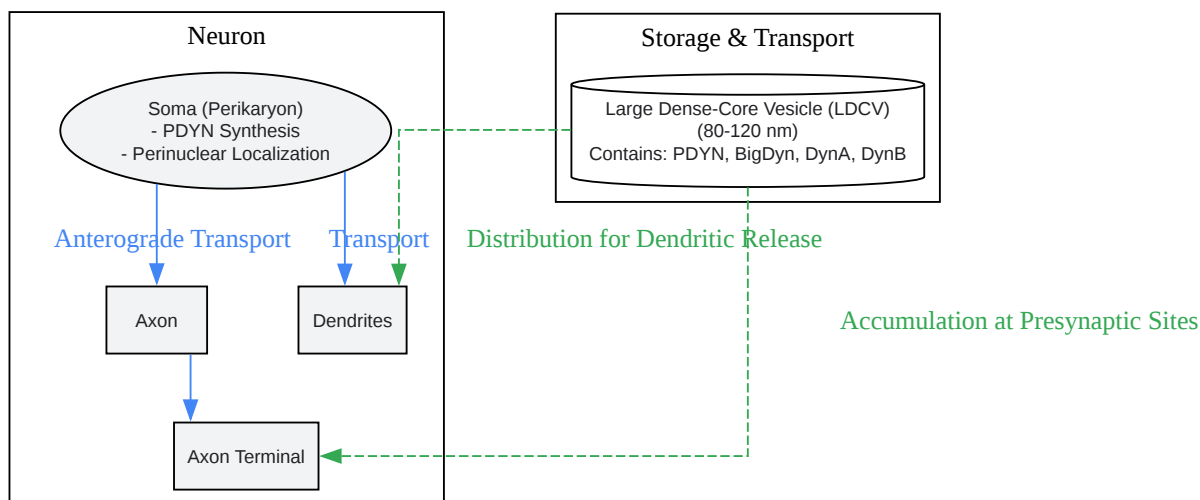 Neuron
Storage & Transport
Soma (Perikaryon)
- PDYN Synthesis
- Perinuclear Localization
Large Dense-Core Vesicle (LDCV)
(80-120 nm)
Contains: PDYN, BigDyn, DynA, DynB
Anterograde Transport
Transport
Distribution for Dendritic Release
Axon
Dendrites
Accumulation at Presynaptic Sites
Axon Terminal